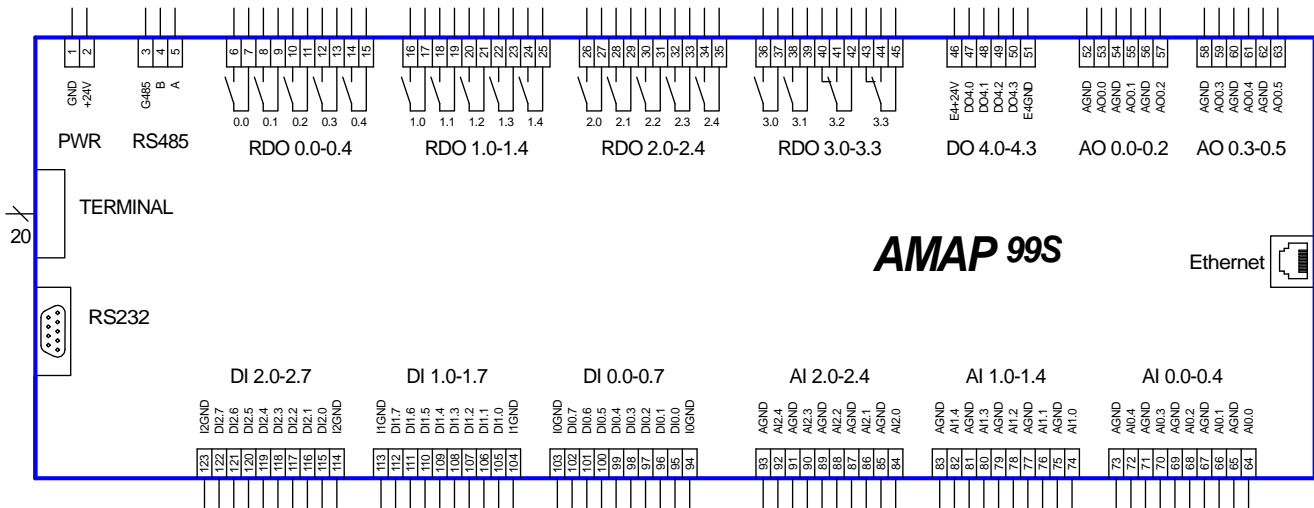 1 2 3 4 5 6 7 8 9 10 11 12 13 14 15 16 17 18 19 20 21 22 23 24 25 26 27 28 29 30 31 32 33 34 35 36 37 38 39 40 41 42 43 44 45 46 47 48 49 50 51 52 53 54 55 56 57 58 59 60 61 62 63
GND +24V G485 B A E4+24V DO4.0 DO4.1 DO4.2 DO4.3 E4GND AGND AO0.0 AGND AO0.1 AGND AO0.2 AGND AO0.3 AGND AO0.4 AGND AO0.5
0.0 0.1 0.2 0.3 0.4 1.0 1.1 1.2 1.3 1.4 2.0 2.1 2.2 2.3 2.4 3.0 3.1 3.2 3.3
PWR RS485 RDO 0.0-0.4 RDO 1.0-1.4 RDO 2.0-2.4 RDO 3.0-3.3 DO 4.0-4.3 AO 0.0-0.2 AO 0.3-0.5
TERMINAL
20
AMAP 99S
Ethernet
RS232
DI 2.0-2.7 DI 1.0-1.7 DI 0.0-0.7 AI 2.0-2.4 AI 1.0-1.4 AI 0.0-0.4
I2GND DI2.7 DI2.6 DI2.5 DI2.4 DI2.3 DI2.2 DI2.1 DI2.0 I2GND I1GND DI1.7 DI1.6 DI1.5 DI1.4 DI1.3 DI1.2 DI1.1 DI1.0 I1GND I0GND DI0.7 DI0.6 DI0.5 DI0.4 DI0.3 DI0.2 DI0.1 DI0.0 I0GND AGND AI2.4 AGND AI2.3 AGND AI2.2 AGND AI2.1 AGND AI2.0 AGND AI1.4 AGND AI1.3 AGND AI1.2 AGND AI1.1 AGND AI1.0 AGND AI0.4 AGND AI0.3 AGND AI0.2 AGND AI0.1 AGND AI0.0
123 122 121 120 119 118 117 116 115 114 113 112 111 110 109 108 107 106 105 104 103 102 101 100 99 98 97 96 95 94 93 92 91 90 89 88 87 86 85 84 83 82 81 80 79 78 77 76 75 74 73 72 71 70 69 68 67 66 65 64